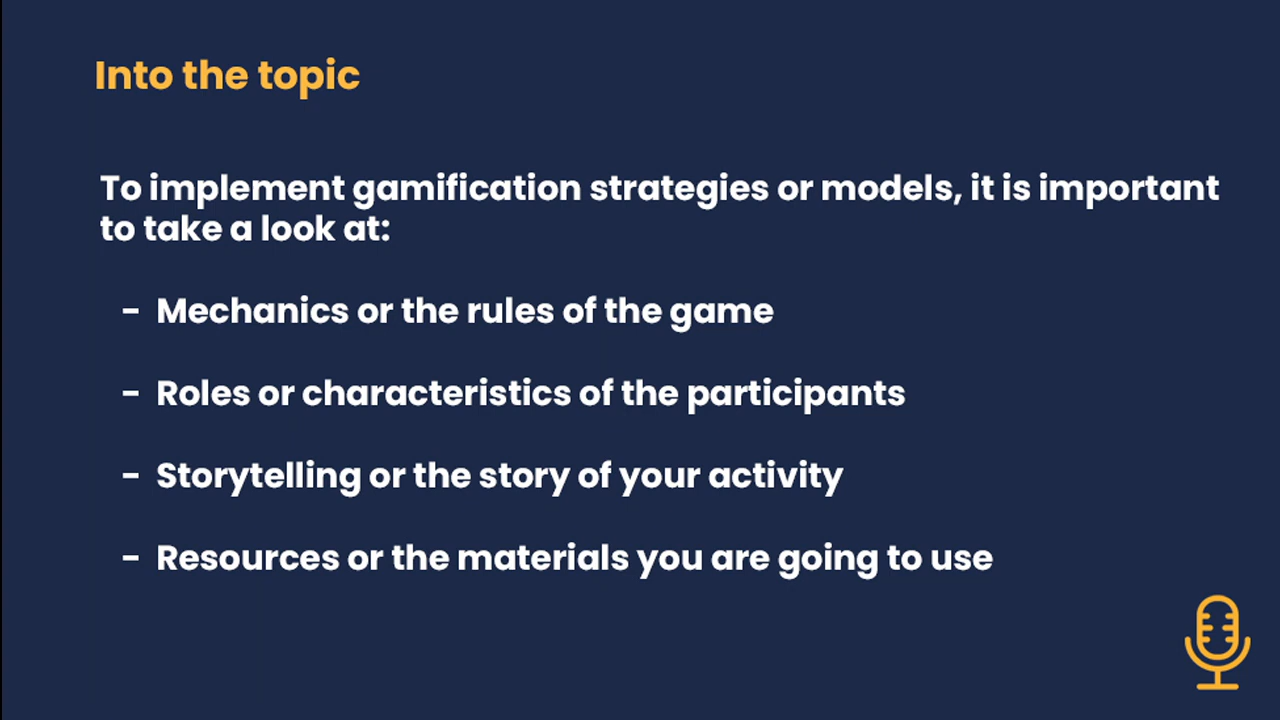 Into the topic
To implement gamification strategies or models, it is important
to take a look at:
- Mechanics or the rules of the game
- Roles or characteristics of the participants
- Storytelling or the story of your activity
- Resources or the materials you are going to use